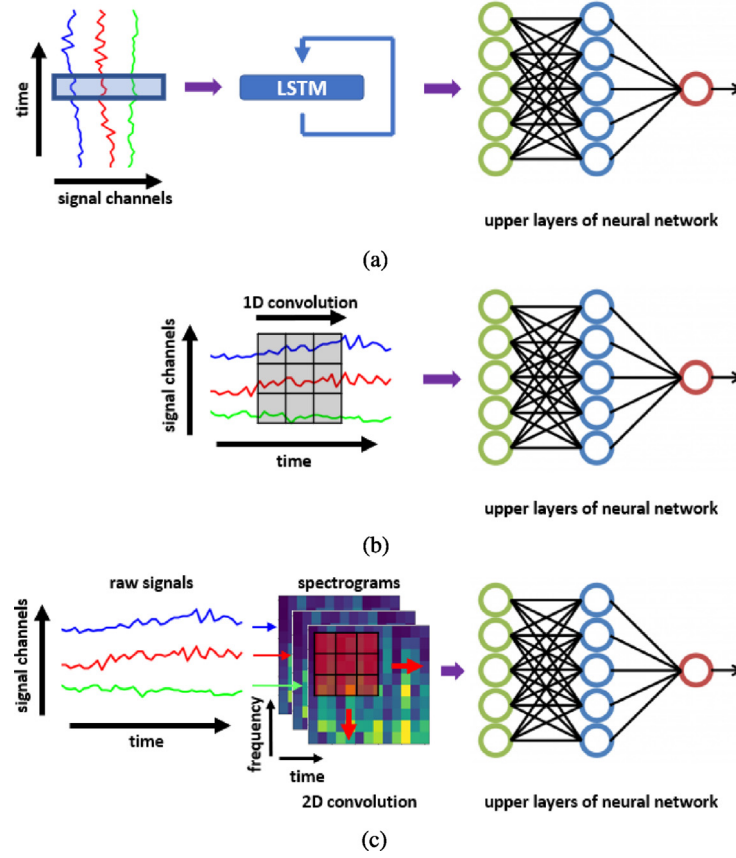 time
LSTM
signal channels
upper layers of neural network
(a)
1D convolution
signal channels
time
upper layers of neural network
(b)
raw signals
spectrograms
signal channels
time
frequency
time
2D convolution
upper layers of neural network
(c)